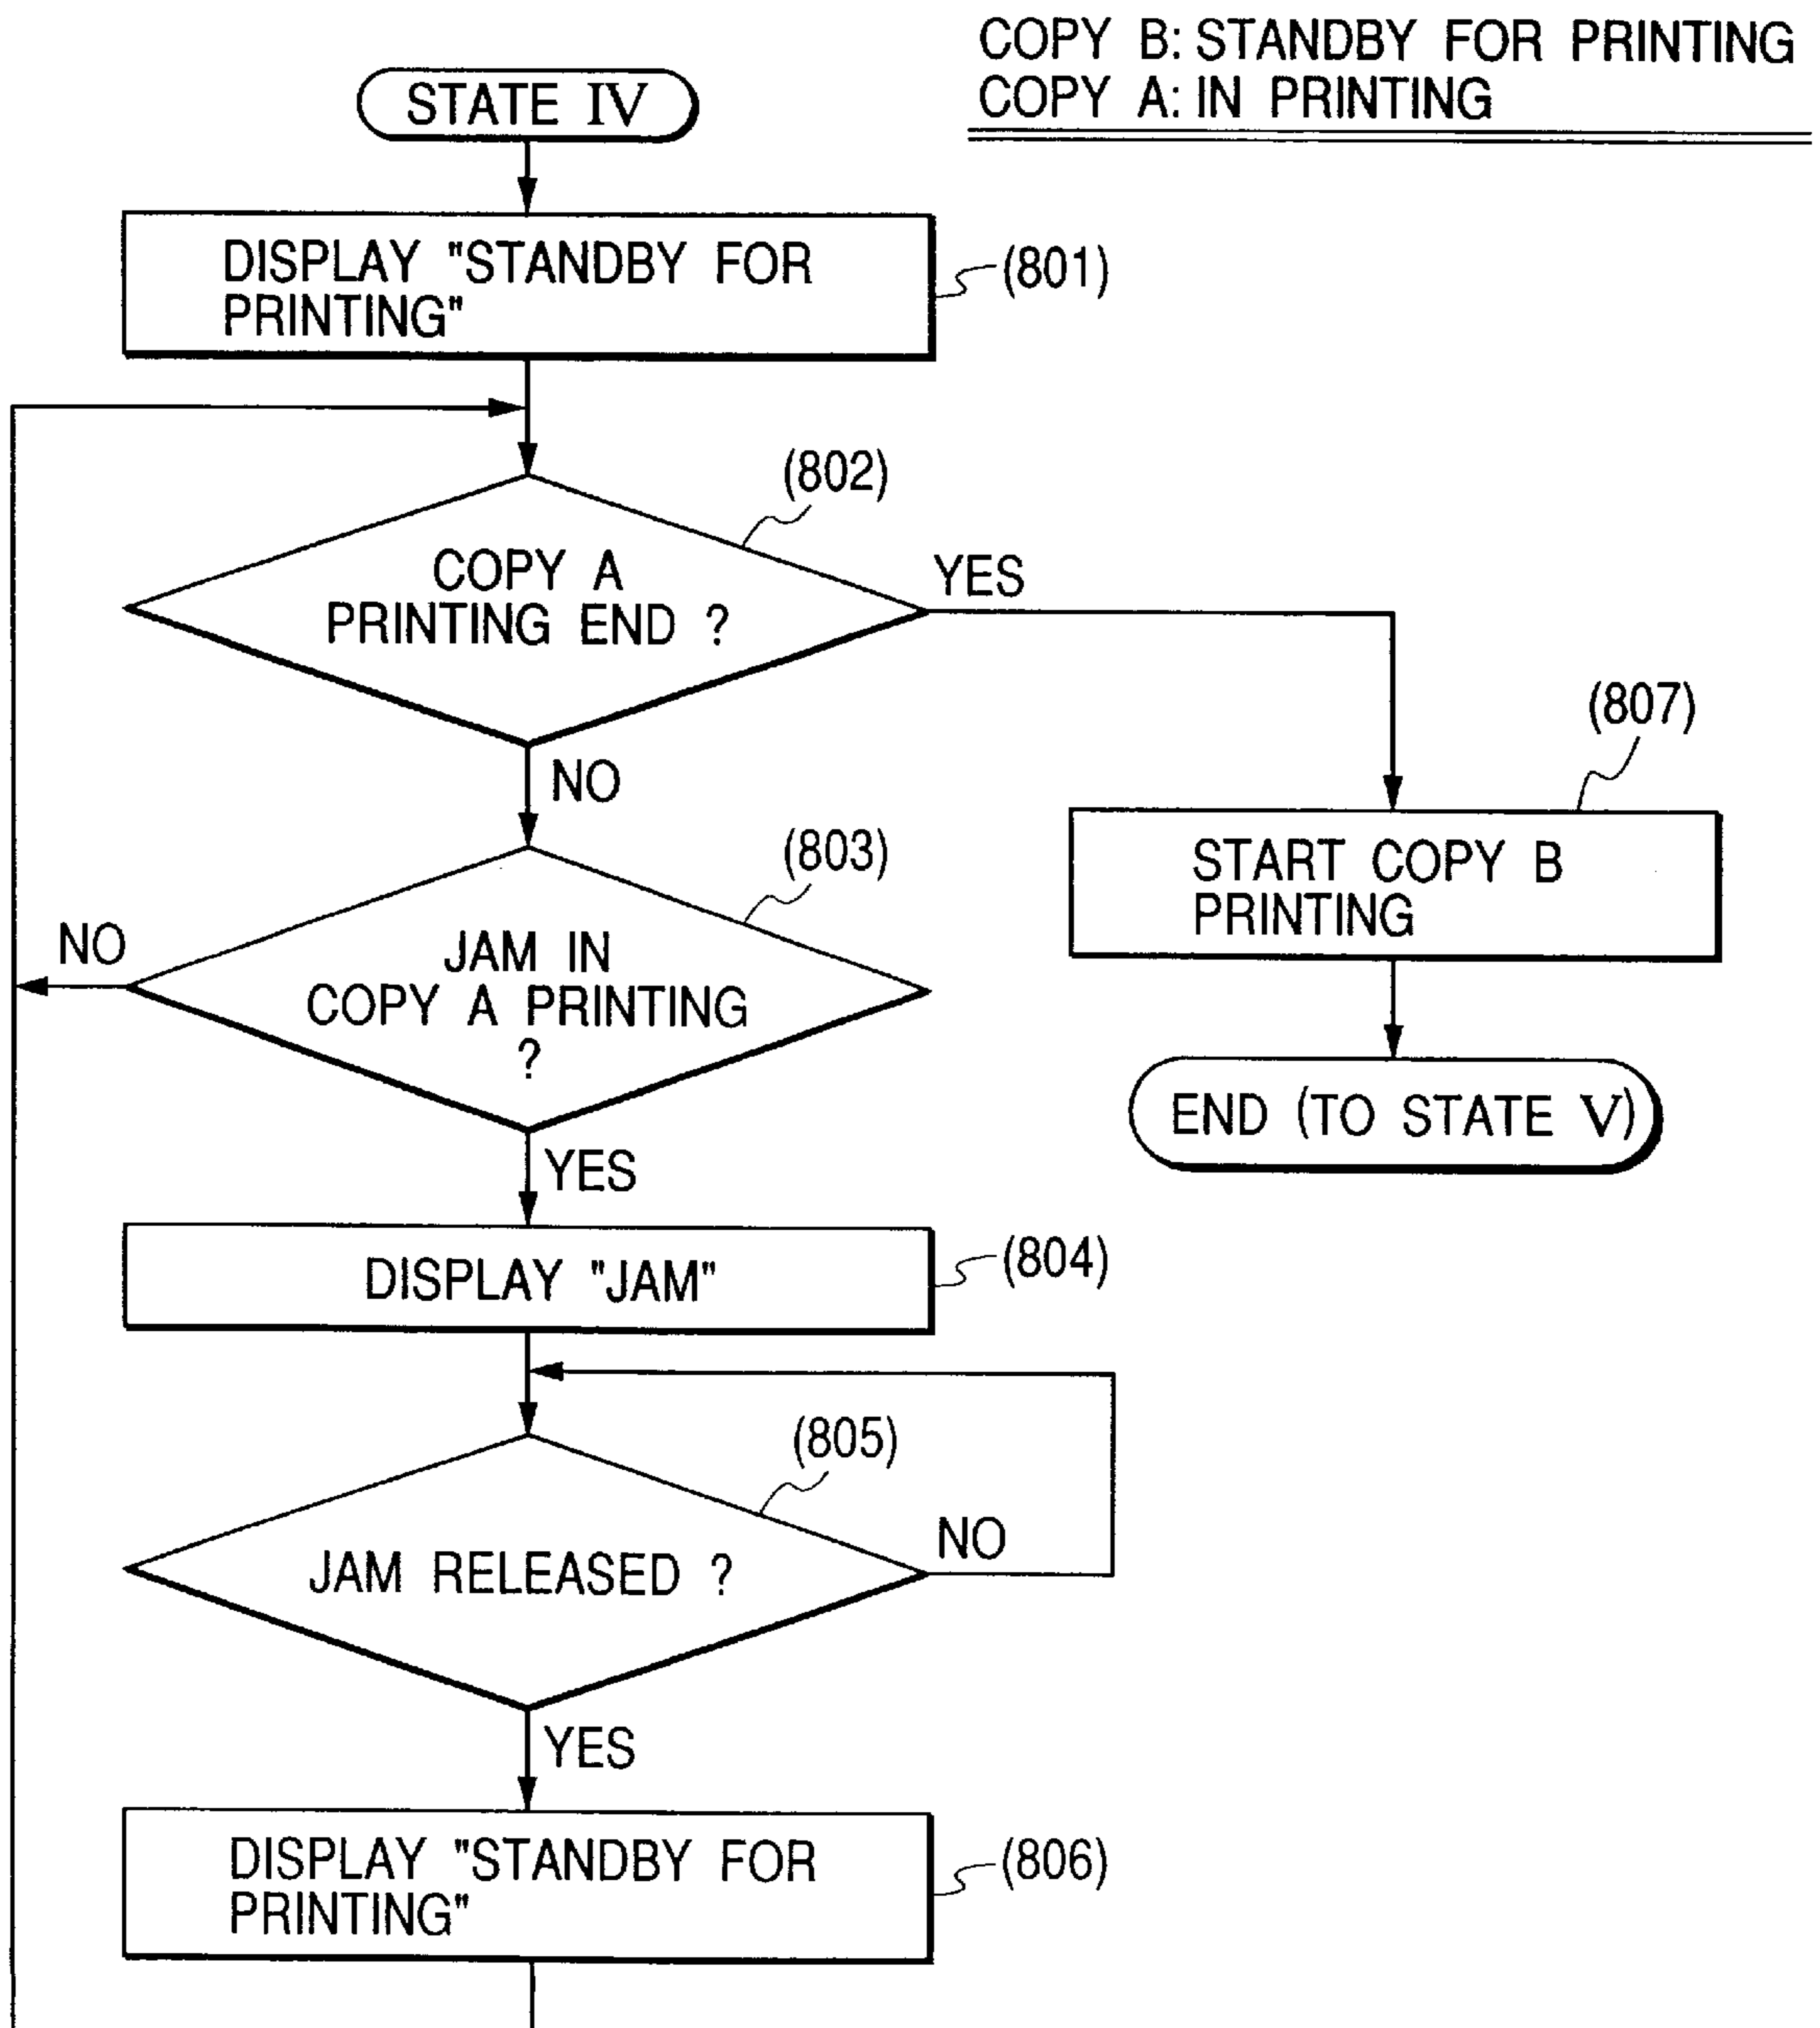 COPY B: STANDBY FOR PRINTING
COPY A: IN PRINTING
STATE IV
DISPLAY "STANDBY FOR
PRINTING"
(801)
(802)
COPY A
PRINTING END ?
YES
NO
(807)
START COPY B
PRINTING
(803)
JAM IN
COPY A PRINTING
?
NO
YES
END (TO STATE V)
DISPLAY "JAM"
(804)
(805)
JAM RELEASED ?
NO
YES
DISPLAY "STANDBY FOR
PRINTING"
(806)